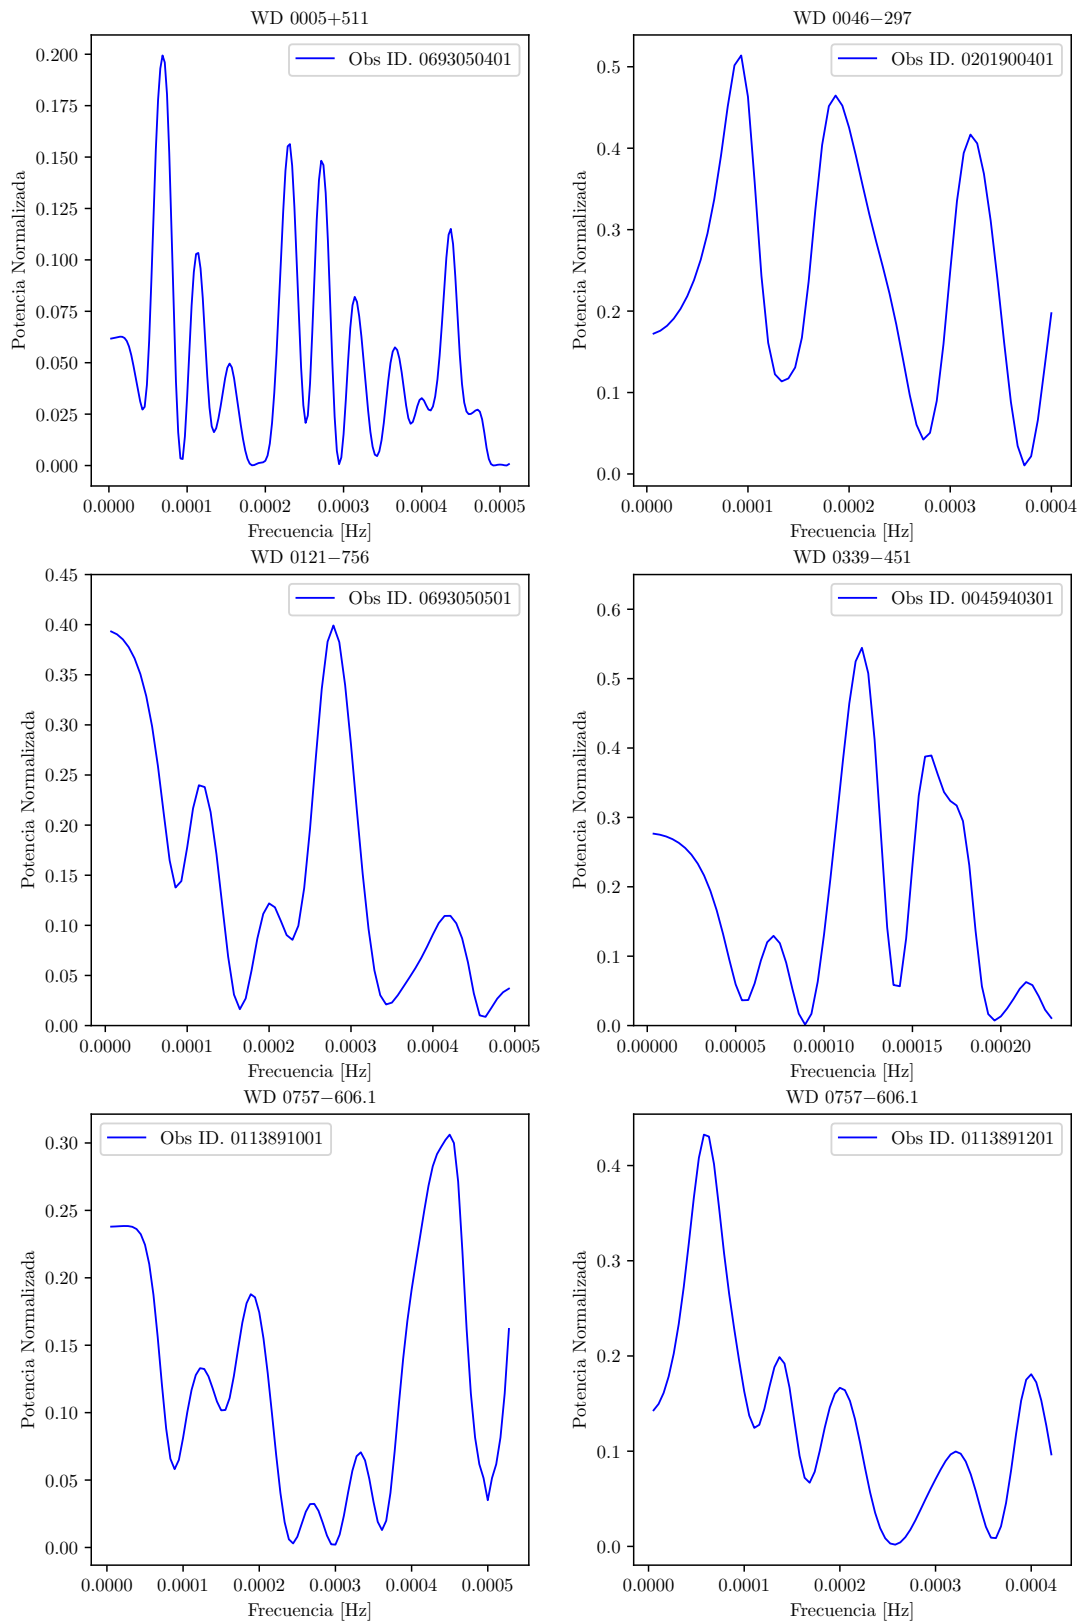 WD 0005+511
Obs ID. 0693050401
0.200
0.175
0.150
0.125
0.100
0.075
0.050
0.025
0.000
Potencia Normalizada
0.0000 0.0001 0.0002 0.0003 0.0004 0.0005
Frecuencia [Hz]
WD 0046−297
Obs ID. 0201900401
0.5
0.4
0.3
0.2
0.1
0.0
Potencia Normalizada
0.0000 0.0001 0.0002 0.0003 0.0004
Frecuencia [Hz]
WD 0121−756
Obs ID. 0693050501
0.45
0.40
0.35
0.30
0.25
0.20
0.15
0.10
0.05
0.00
Potencia Normalizada
0.0000 0.0001 0.0002 0.0003 0.0004 0.0005
Frecuencia [Hz]
WD 0339−451
Obs ID. 0045940301
0.6
0.5
0.4
0.3
0.2
0.1
0.0
Potencia Normalizada
0.00000 0.00005 0.00010 0.00015 0.00020
Frecuencia [Hz]
WD 0757−606.1
Obs ID. 0113891001
0.30
0.25
0.20
0.15
0.10
0.05
0.00
Potencia Normalizada
0.0000 0.0001 0.0002 0.0003 0.0004 0.0005
Frecuencia [Hz]
WD 0757−606.1
Obs ID. 0113891201
0.4
0.3
0.2
0.1
0.0
Potencia Normalizada
0.0000 0.0001 0.0002 0.0003 0.0004
Frecuencia [Hz]